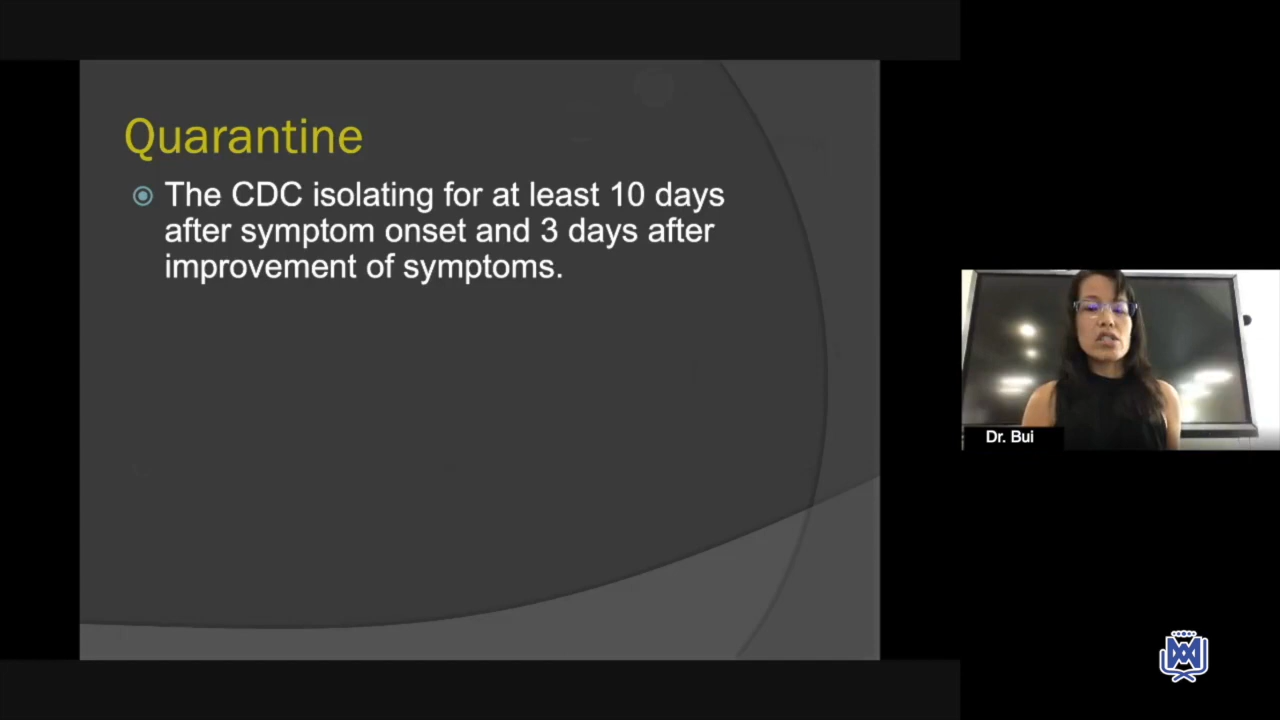 Quarantine
The CDC isolating for at least 10 days
after symptom onset and 3 days after
improvement of symptoms.
Dr. Bui